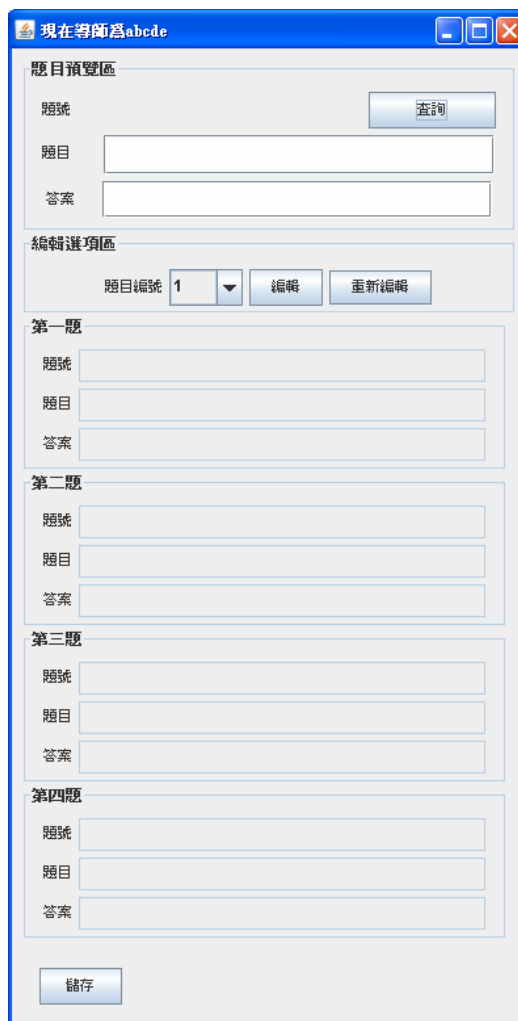 現在導師爲abcde
題目預覽區
題號 查詢
題目
答案
編輯選項區
題目編號 1 編輯 重新編輯
第一題
題號
題目
答案
第二題
題號
題目
答案
第三題
題號
題目
答案
第四題
題號
題目
答案
儲存